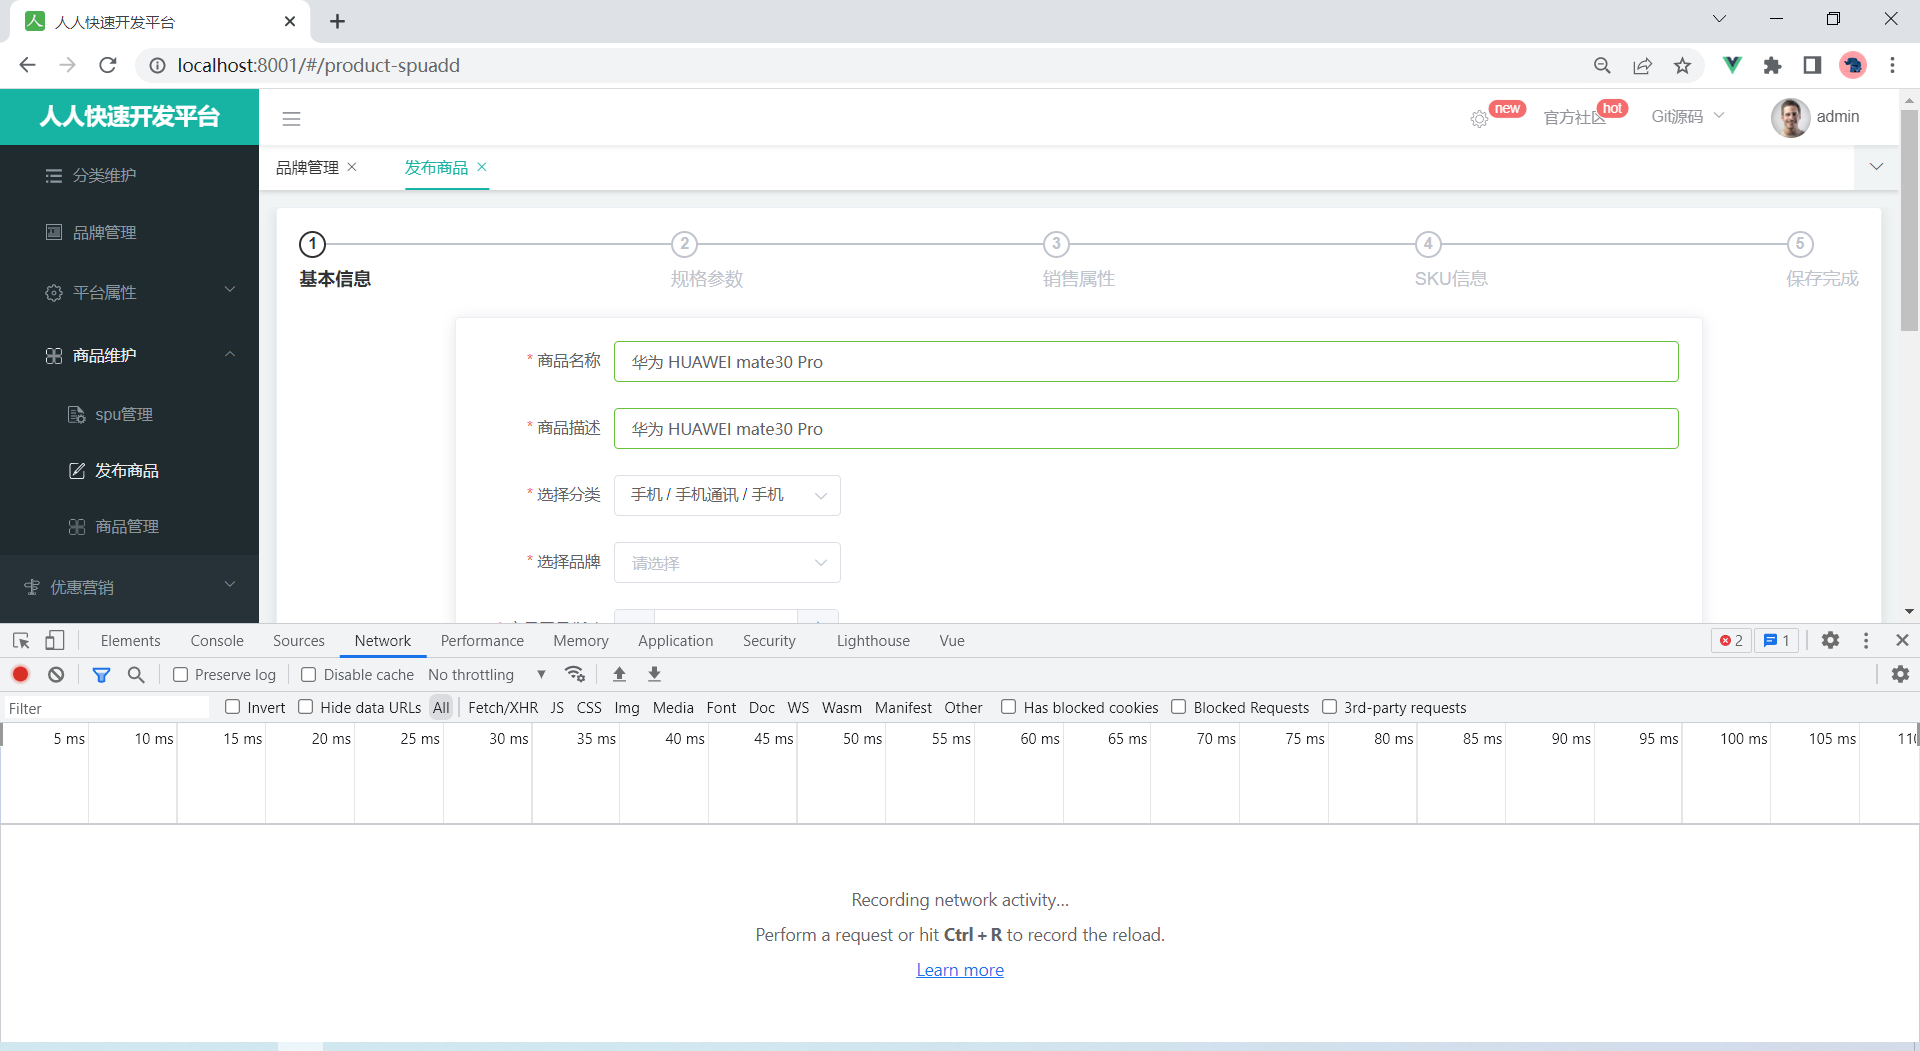 人人快速开发平台
localhost:8001/#/product-spuadd
人人快速开发平台
new
官方社区
hot
Git源码
admin
品牌管理
发布商品
分类维护
品牌管理
平台属性
商品维护
spu管理
发布商品
商品管理
优惠营销
1 2 3 4 5
基本信息 规格参数 销售属性 SKU信息 保存完成
* 商品名称 华为 HUAWEI mate30 Pro
* 商品描述 华为 HUAWEI mate30 Pro
* 选择分类 手机 / 手机通讯 / 手机
* 选择品牌 请选择
Elements Console Sources Network Performance Memory Application Security Lighthouse Vue 2 1
Preserve log Disable cache No throttling
Filter Invert Hide data URLs All Fetch/XHR JS CSS Img Media Font Doc WS Wasm Manifest Other Has blocked cookies Blocked Requests 3rd-party requests
5 ms 10 ms 15 ms 20 ms 25 ms 30 ms 35 ms 40 ms 45 ms 50 ms 55 ms 60 ms 65 ms 70 ms 75 ms 80 ms 85 ms 90 ms 95 ms 100 ms 105 ms
Recording network activity...
Perform a request or hit Ctrl + R to record the reload.
Learn more